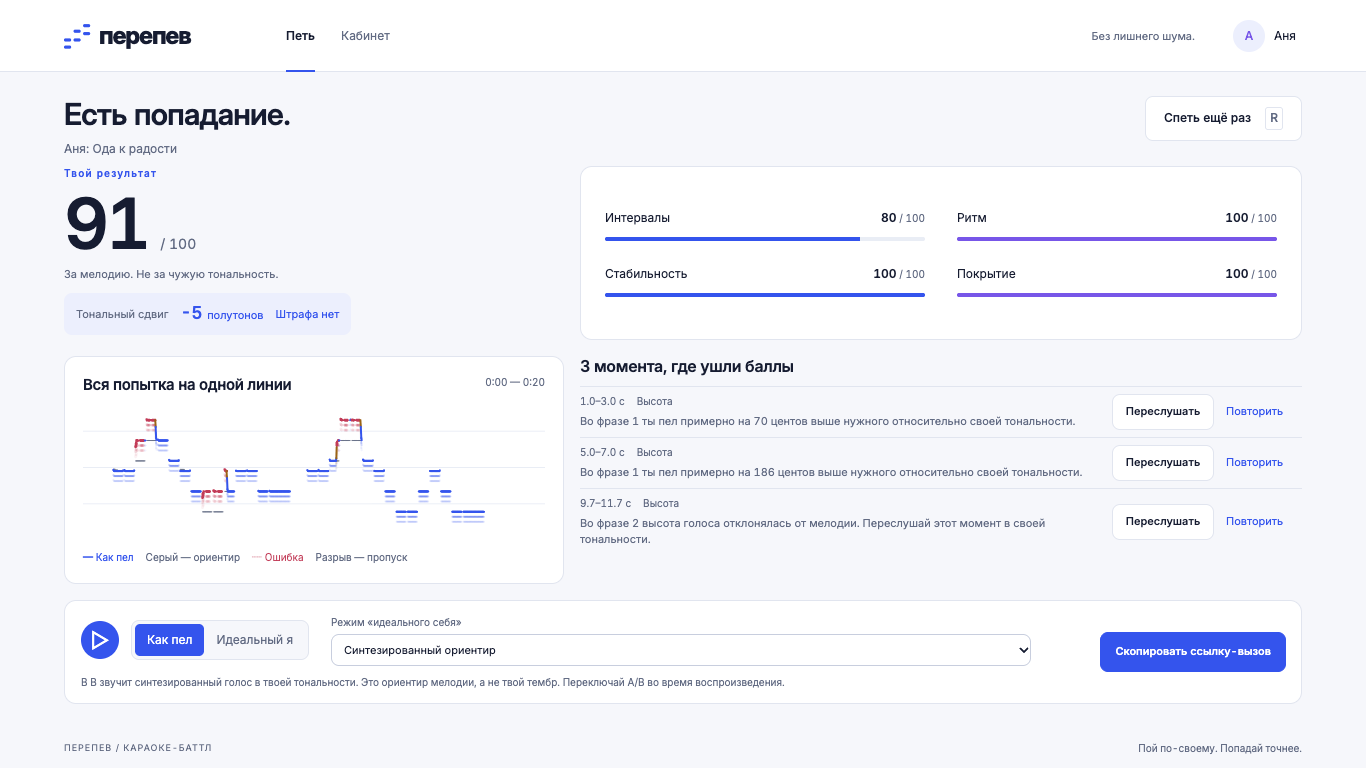 перепев
Петь
Кабинет
Без лишнего шума.
А
Аня
Есть попадание.
Спеть ещё раз R
Аня: Ода к радости
Твой результат
91 / 100
За мелодию. Не за чужую тональность.
Тональный сдвиг -5 полутонов Штрафа нет
Интервалы 80 / 100
Ритм 100 / 100
Стабильность 100 / 100
Покрытие 100 / 100
Вся попытка на одной линии
0:00 — 0:20
— Как пел Серый — ориентир — Ошибка Разрыв — пропуск
3 момента, где ушли баллы
1.0–3.0 с Высота
Во фразе 1 ты пел примерно на 70 центов выше нужного относительно своей тональности.
Переслушать Повторить
5.0–7.0 с Высота
Во фразе 1 ты пел примерно на 186 центов выше нужного относительно своей тональности.
Переслушать Повторить
9.7–11.7 с Высота
Во фразе 2 высота голоса отклонялась от мелодии. Переслушай этот момент в своей
тональности.
Переслушать Повторить
Как пел Идеальный я
Режим «идеального себя»
Синтезированный ориентир
Скопировать ссылку-вызов
В B звучит синтезированный голос в твоей тональности. Это ориентир мелодии, а не твой тембр. Переключай A/B во время воспроизведения.
ПЕРЕПЕВ / КАРАОКЕ-БАТТЛ
Пой по-своему. Попадай точнее.